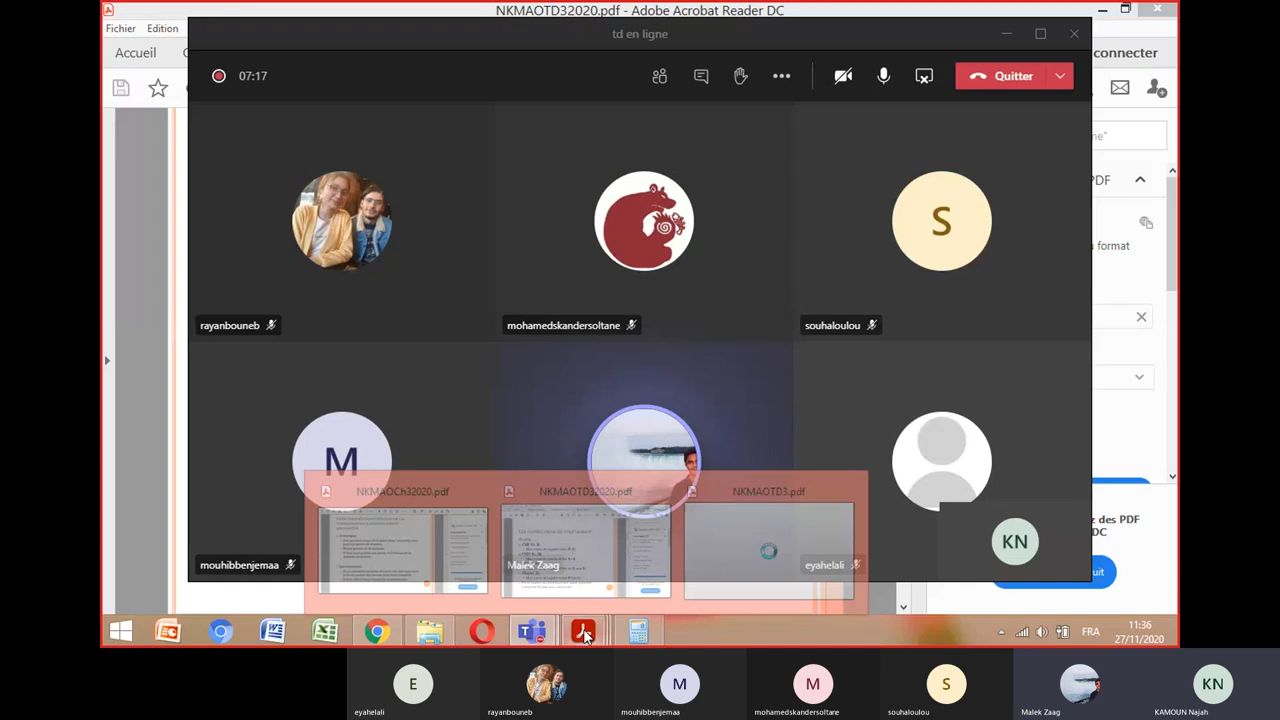 NKMAOTD32020.pdf - Adobe Acrobat Reader DC
Fichier Edition
td en ligne
Accueil
connecter
07:17
Quitter
ne"
PDF
S
u format
rayanbouneb
mohamedskandersoltane
souhaloulou
M
NKMAOCh32020.pdf
NKMAOTD32020.pdf
NKMAOTD3.pdf
z des PDF
DC
KN
mouhibbenjemaa
Malek Zaag
eyahelali
uit
FRA
11:36
27/11/2020
E
M
M
S
KN
eyahelali
rayanbouneb
mouhibbenjemaa
mohamedskandersoltane
souhaloulou
Malek Zaag
KAMOUN Najah